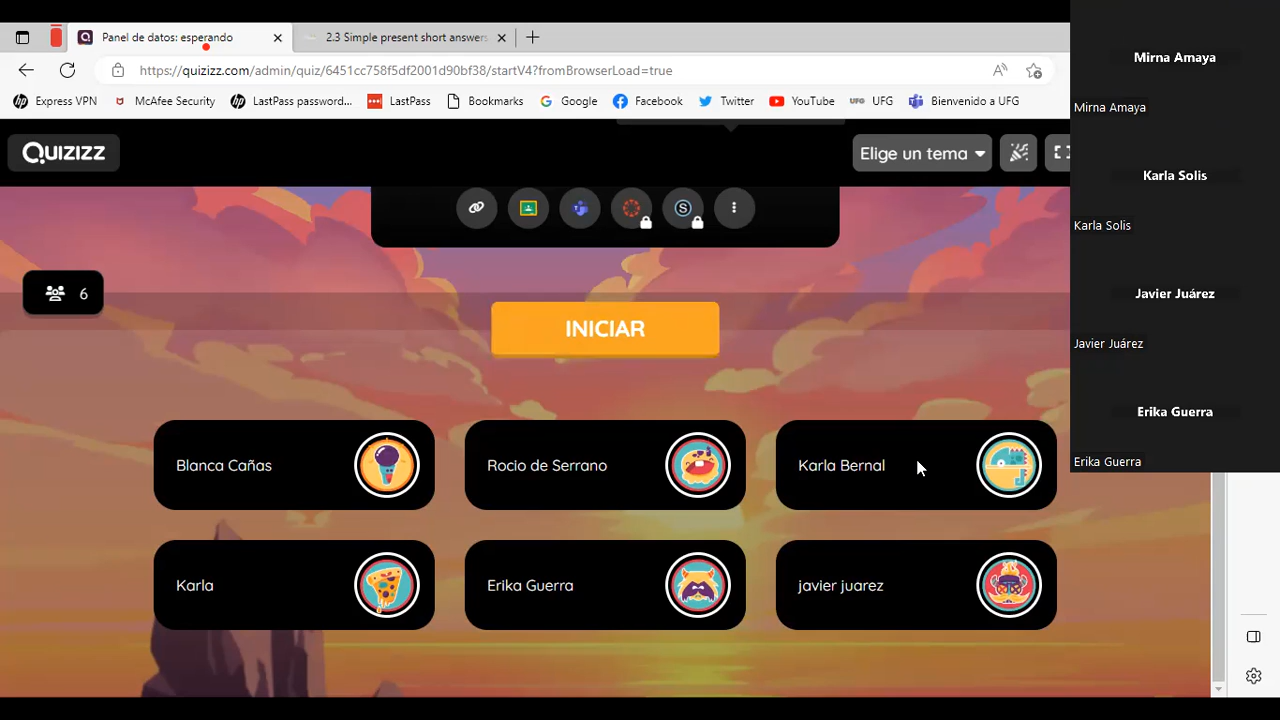 Panel de datos: esperando
2.3 Simple present short answers
https://quizizz.com/admin/quiz/6451cc758f5df2001d90bf38/startV4?fromBrowserLoad=true
Express VPN
McAfee Security
LastPass password...
LastPass
Bookmarks
Google
Facebook
Twitter
YouTube
UFG
Bienvenido a UFG
Quizizz
Elige un tema
6
INICIAR
Blanca Cañas
Rocio de Serrano
Karla Bernal
Karla
Erika Guerra
javier juarez
Mirna Amaya
Mirna Amaya
Karla Solis
Karla Solis
Javier Juárez
Javier Juárez
Erika Guerra
Erika Guerra